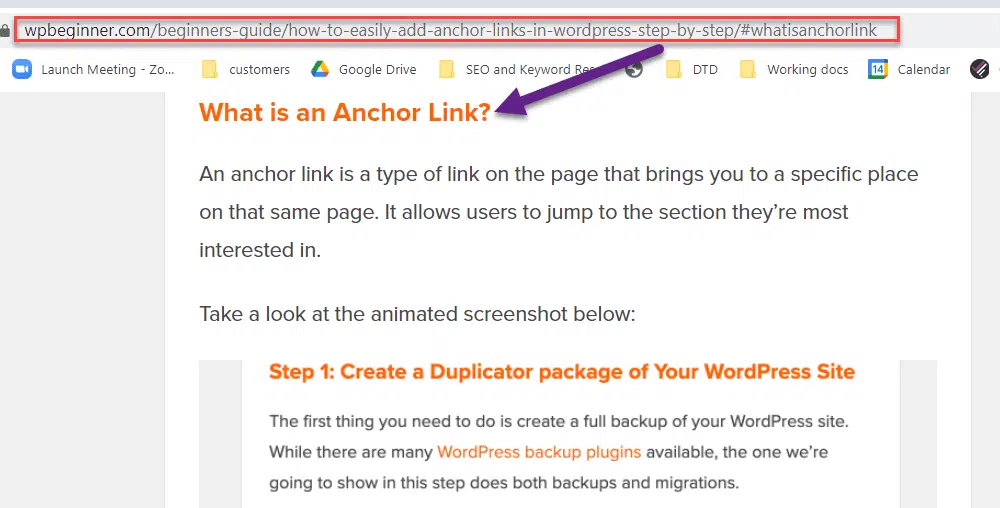 wpbeginner.com/beginners-guide/how-to-easily-add-anchor-links-in-wordpress-step-by-step/#whatisanchorlink
Launch Meeting - Zo... customers Google Drive SEO and Keyword Res DTD Working docs 14 Calendar
What is an Anchor Link?
An anchor link is a type of link on the page that brings you to a specific place
on that same page. It allows users to jump to the section they’re most
interested in.
Take a look at the animated screenshot below:
Step 1: Create a Duplicator package of Your WordPress Site
The first thing you need to do is create a full backup of your WordPress site.
While there are many WordPress backup plugins available, the one we’re
going to show in this step does both backups and migrations.